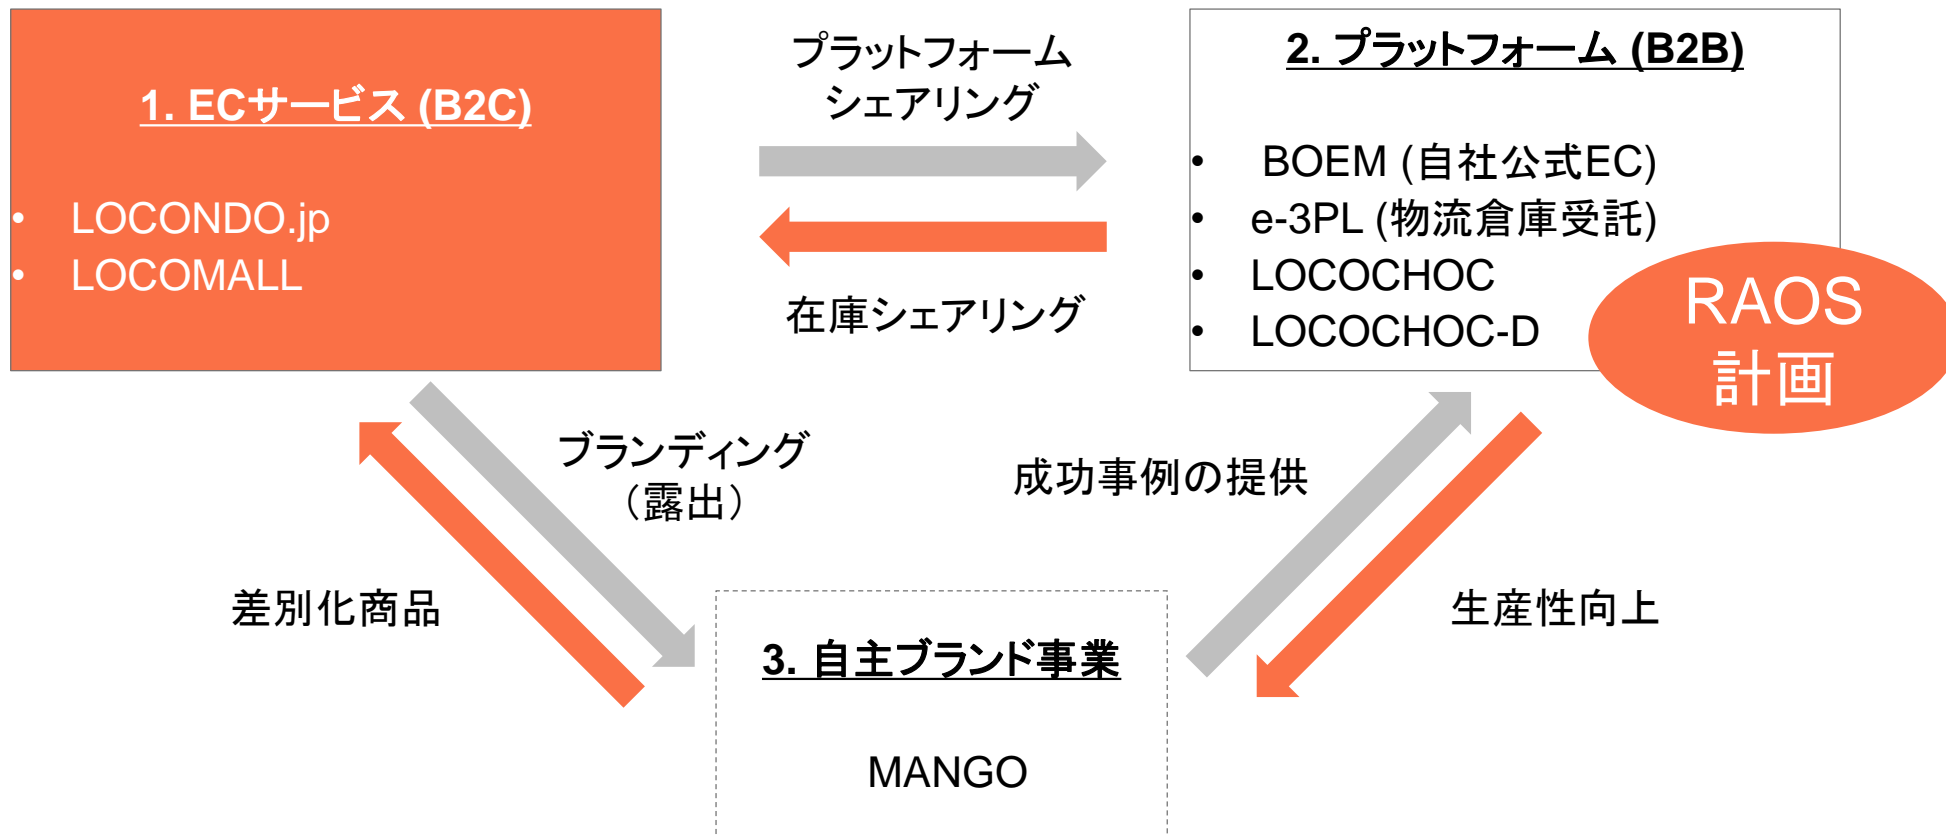 1. ECサービス (B2C)
• LOCONDO.jp
• LOCOMALL
プラットフォーム
シェアリング
在庫シェアリング
2. プラットフォーム (B2B)
• BOEM (自社公式EC)
• e-3PL (物流倉庫受託)
• LOCOCHOC
• LOCOCHOC-D
RAOS
計画
ブランディング
（露出）
差別化商品
成功事例の提供
生産性向上
3. 自主ブランド事業
MANGO